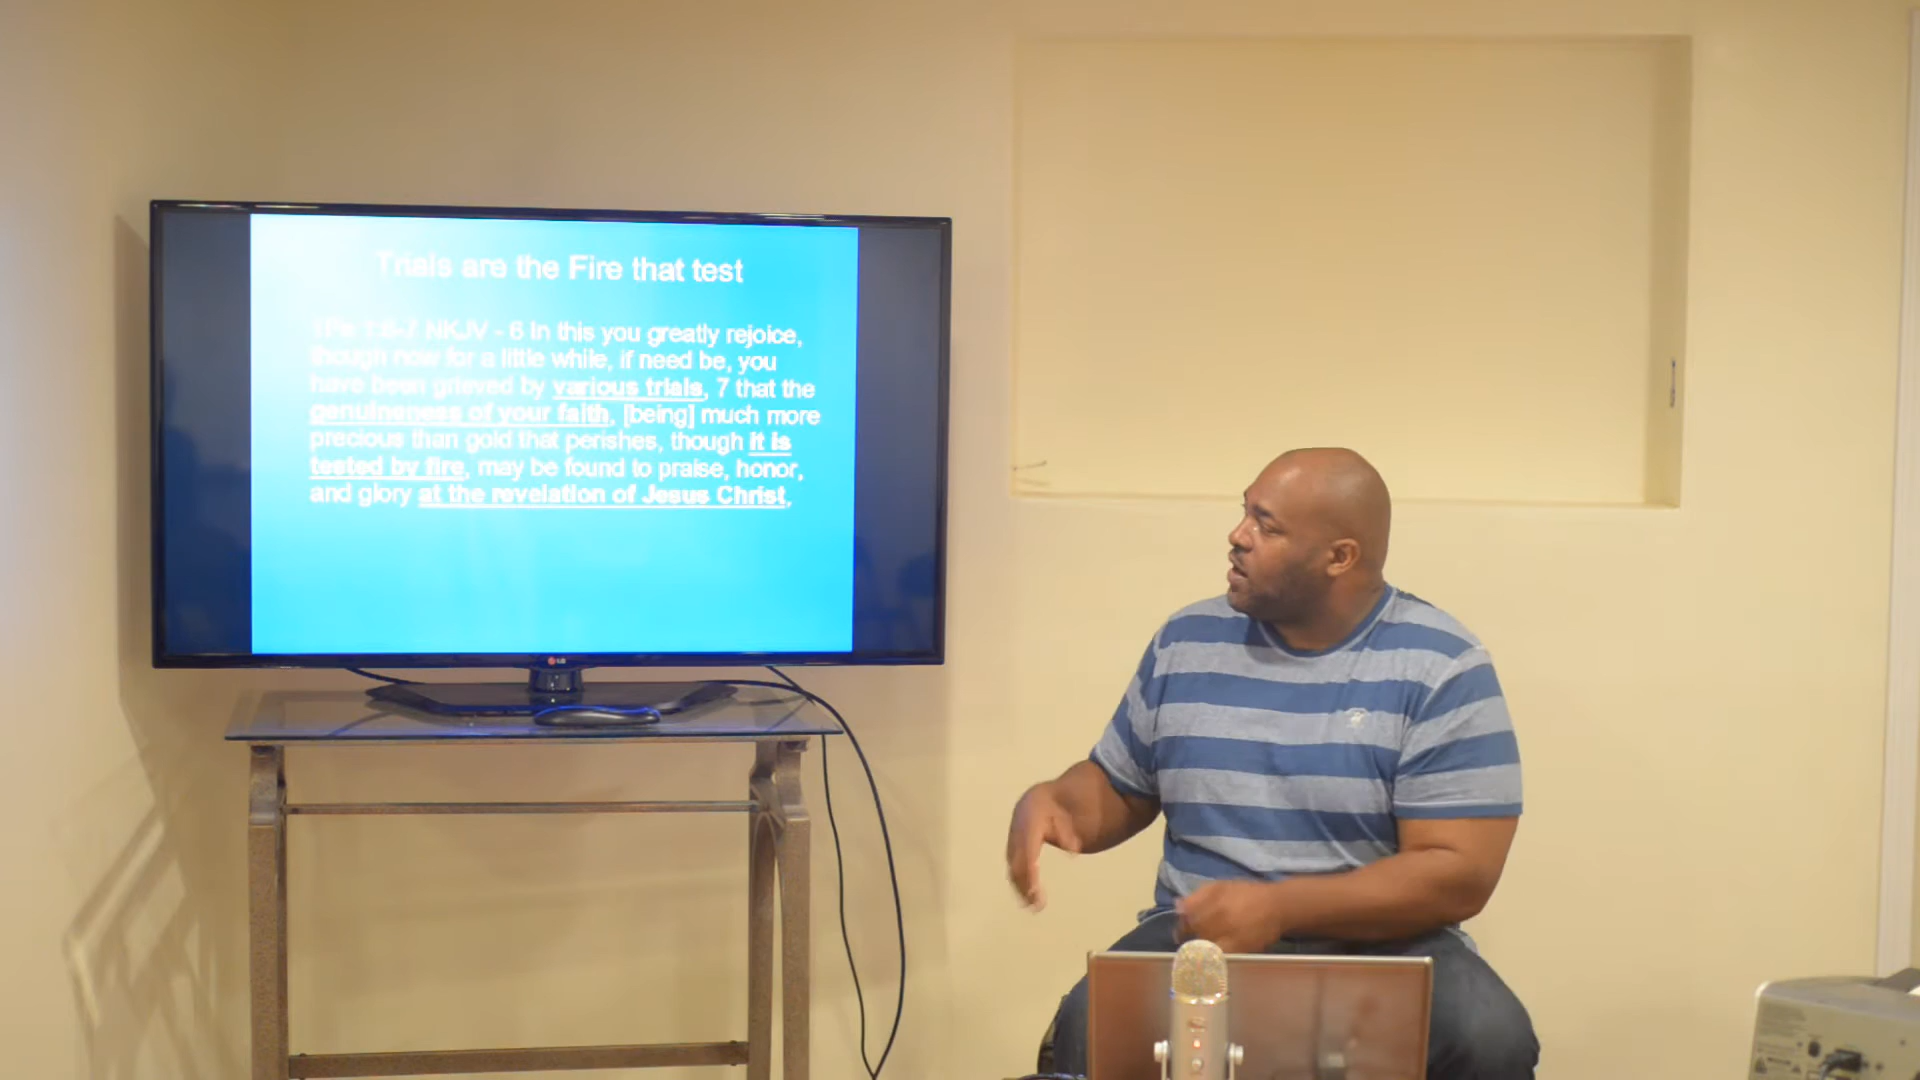 Trials are the Fire that test
1Pe 1:6-7 NKJV - 6 In this you greatly rejoice,
though now for a little while, if need be, you
have been grieved by various trials, 7 that the
genuineness of your faith, [being] much more
precious than gold that perishes, though it is
tested by fire, may be found to praise, honor,
and glory at the revelation of Jesus Christ,
LG